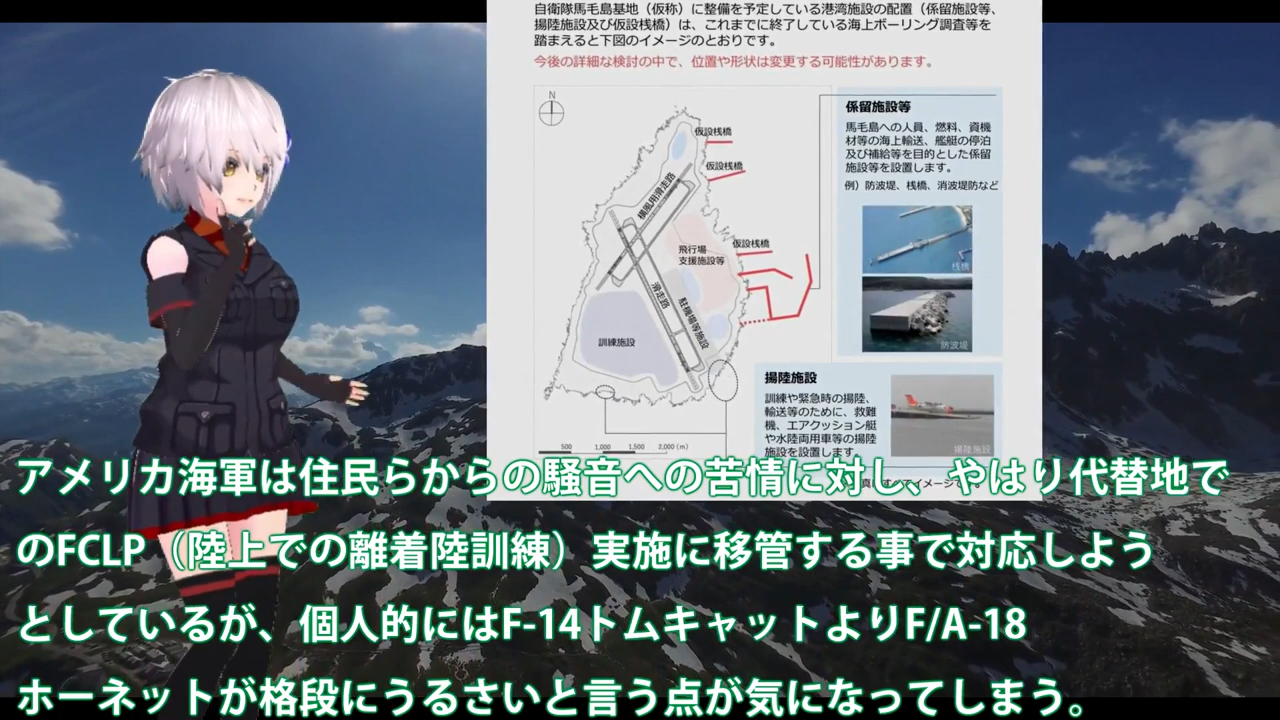 自衛隊馬毛島基地（仮称）に整備を予定している港湾施設の配置（係留施設等、
揚陸施設及び仮設桟橋）は、これまでに終了している海上ボーリング調査等を
踏まえると下図のイメージのとおりです。
今後の詳細な検討の中で、位置や形状は変更する可能性があります。
N
仮設桟橋
仮設桟橋
横風用滑走路
飛行場
支援施設等
仮設桟橋
滑走路
駐機場等施設
訓練施設
500 1,000 1,500 2,000 (m)
係留施設等
馬毛島への人員、燃料、資機
材等の海上輸送、艦艇の停泊
及び補給等を目的とした係留
施設等を設置します。
例）防波堤、桟橋、消波堤防など
桟橋
防波堤
揚陸施設
訓練や緊急時の揚陸、
輸送等のために、救難
機、エアクッション艇
や水陸両用車等の揚陸
施設を設置します。
揚陸施設
アメリカ海軍は住民らからの騒音への苦情に対し、やはり代替地で
のFCLP（陸上での離着陸訓練）実施に移管する事で対応しよう
としているが、個人的にはF-14トムキャットよりF/A-18
ホーネットが格段にうるさいと言う点が気になってしまう。